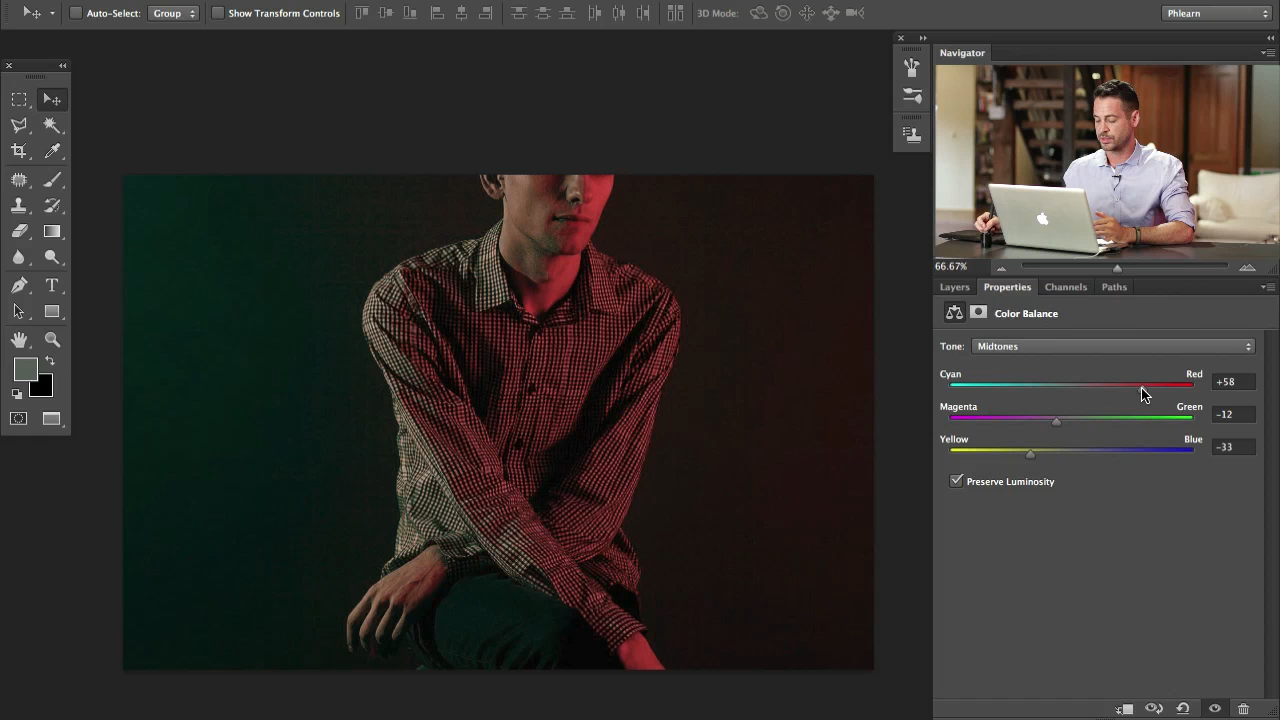 Auto-Select: Group Show Transform Controls 3D Mode: Phlearn
Navigator
66.67%
Layers Properties Channels Paths
Color Balance
Tone: Midtones
Cyan Red +58
Magenta Green -12
Yellow Blue -33
Preserve Luminosity
T